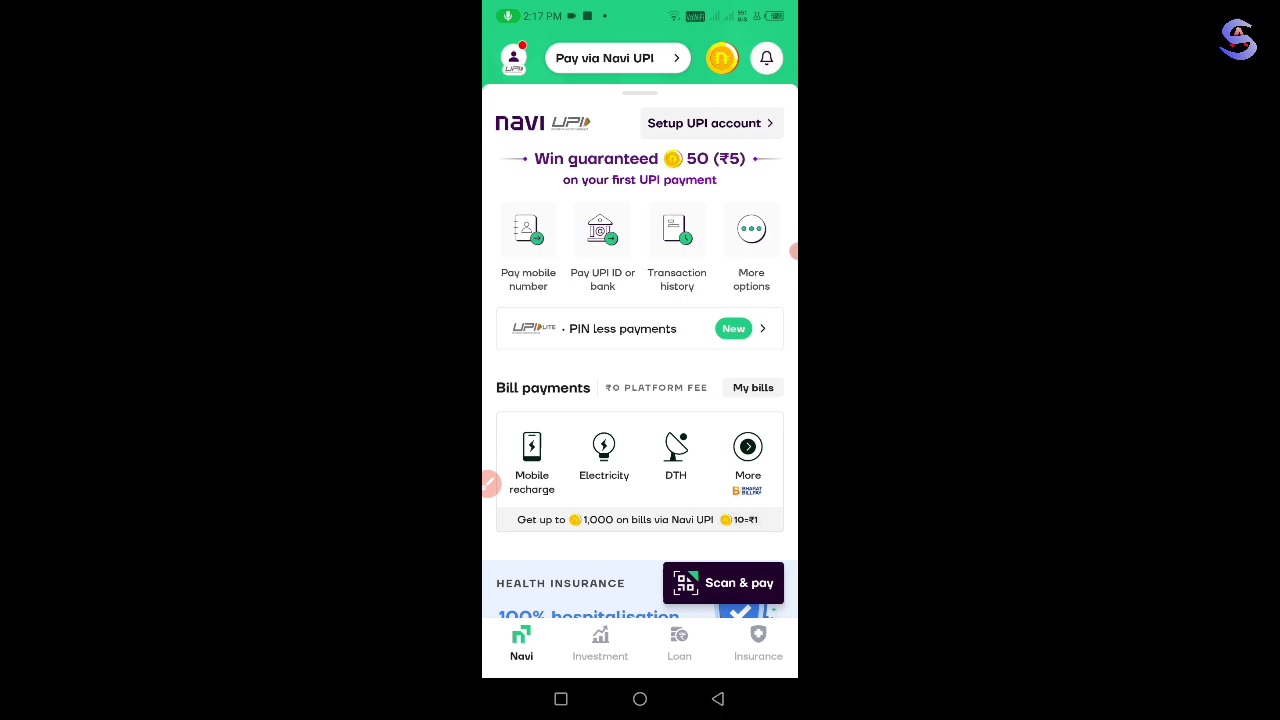 2:17 PM
Pay via Navi UPI
navi UPI
Setup UPI account
Win guaranteed 50 (₹5)
on your first UPI payment
Pay mobile number
Pay UPI ID or bank
Transaction history
More options
UPI LITE • PIN less payments
New
Bill payments
₹0 PLATFORM FEE
My bills
Mobile recharge
Electricity
DTH
More
BHARAT BILLPAY
Get up to 1,000 on bills via Navi UPI 10=₹1
HEALTH INSURANCE
Scan & pay
100% hospitalisation
Navi
Investment
Loan
Insurance